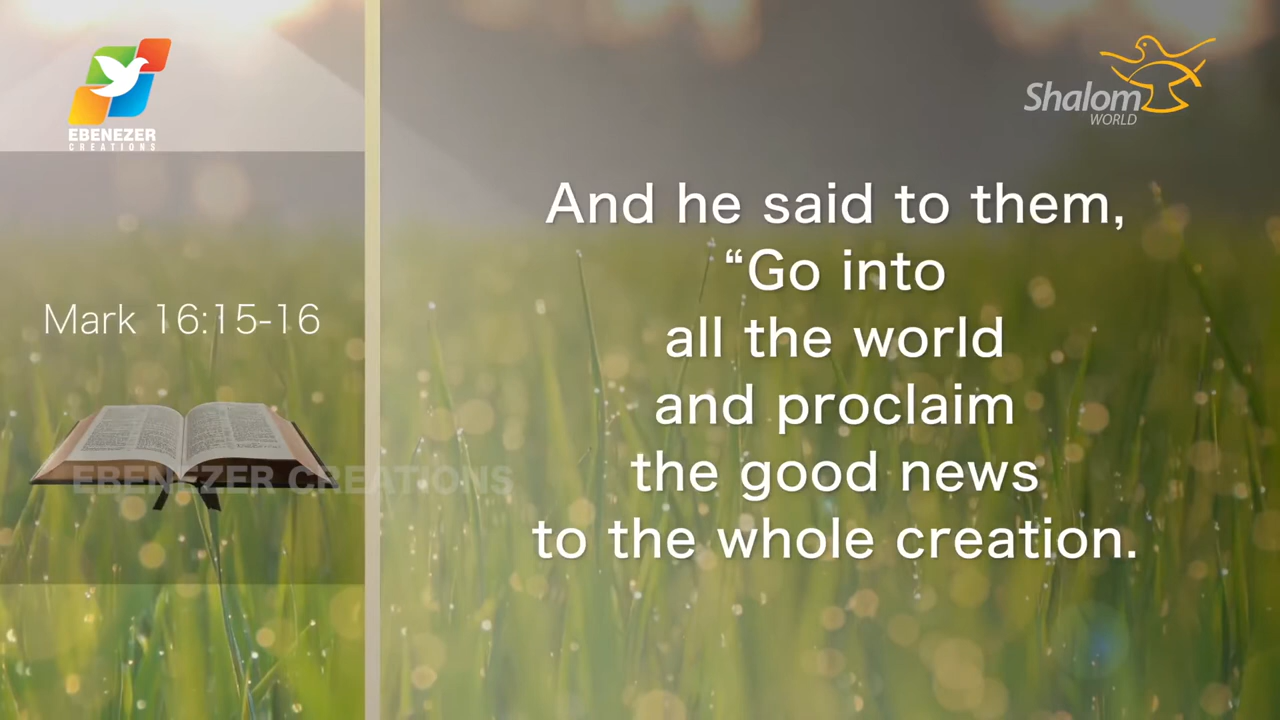 EBENEZER
CREATIONS
Shalom
WORLD
Mark 16:15-16
And he said to them,
“Go into
all the world
and proclaim
the good news
to the whole creation.
EBENEZER CREATIONS